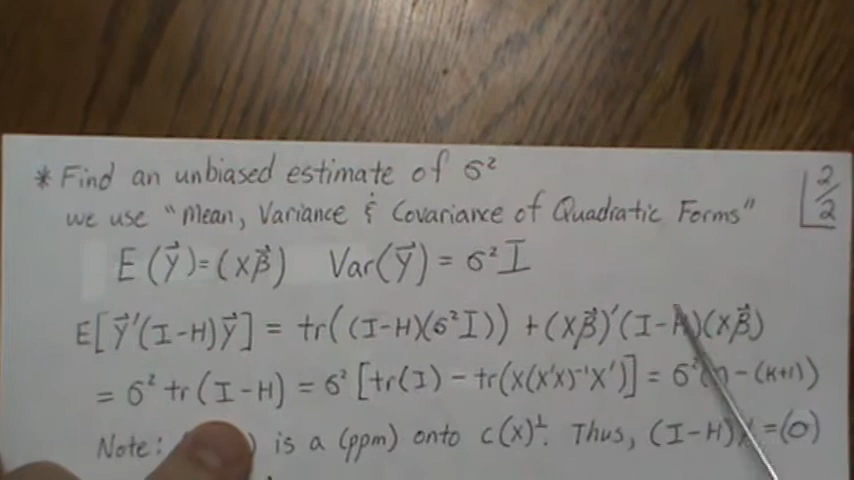 * Find an unbiased estimate of σ²
2/2
we use "Mean, Variance & Covariance of Quadratic Forms"
E(Y⃗)=(Xβ⃗) Var(Y⃗) = σ²I
E[Y⃗'(I-H)Y⃗] = tr((I-H)(σ²I)) + (Xβ⃗)'(I-H)(Xβ⃗)
= σ² tr(I-H) = σ²[tr(I) - tr(X(X'X)⁻¹X')] = σ²(n-(k+1))
Note: ) is a (ppm) onto C(X)⊥. Thus, (I-H)X=(0)